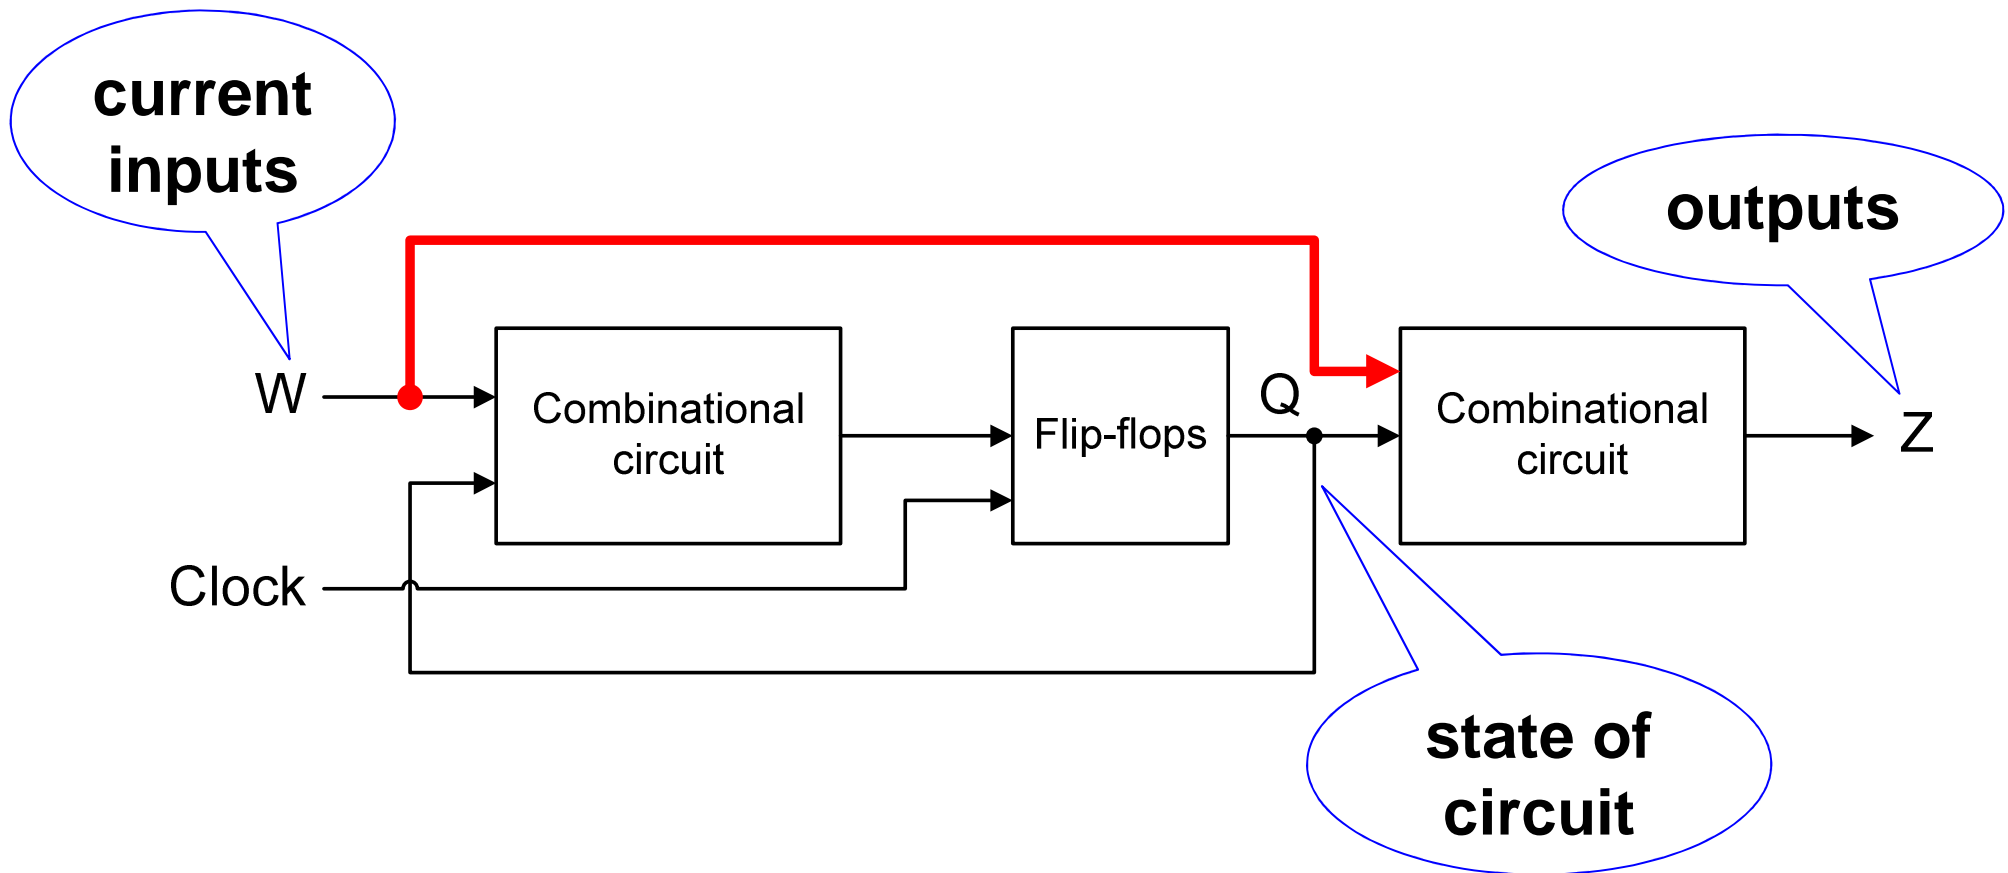 current
inputs
outputs
W
Combinational
circuit
Flip-flops
Q
Combinational
circuit
Z
Clock
state of
circuit